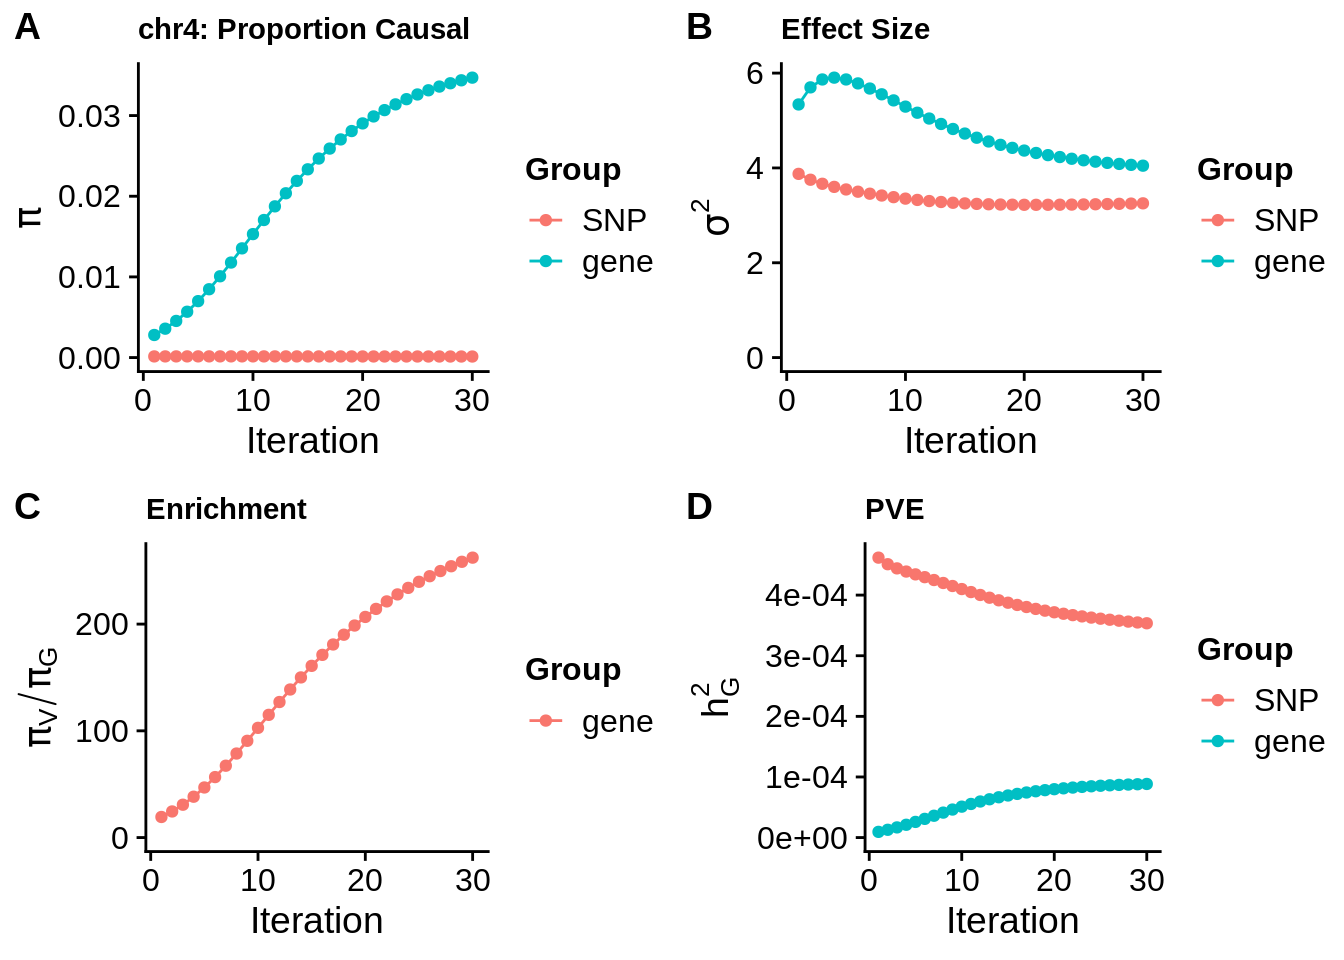 A
chr4: Proportion Causal
π
0.03
0.02
0.01
0.00
0 10 20 30
Iteration
Group
SNP
gene
B
Effect Size
σ²
6
4
2
0
0 10 20 30
Iteration
Group
SNP
gene
C
Enrichment
πV/πG
200
100
0
0 10 20 30
Iteration
Group
gene
D
PVE
h²G
4e-04
3e-04
2e-04
1e-04
0e+00
0 10 20 30
Iteration
Group
SNP
gene